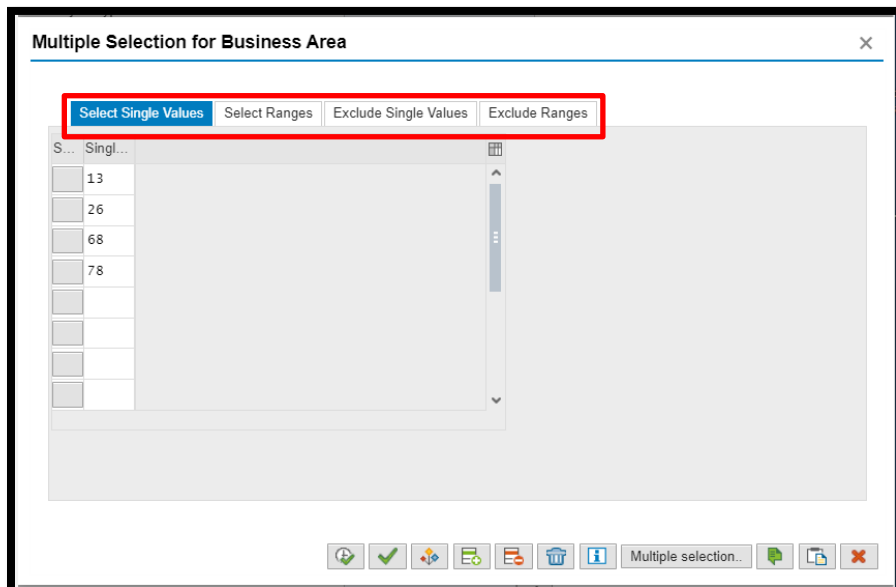 Multiple Selection for Business Area
Select Single Values Select Ranges Exclude Single Values Exclude Ranges
S... Singl...
13
26
68
78
Multiple selection..